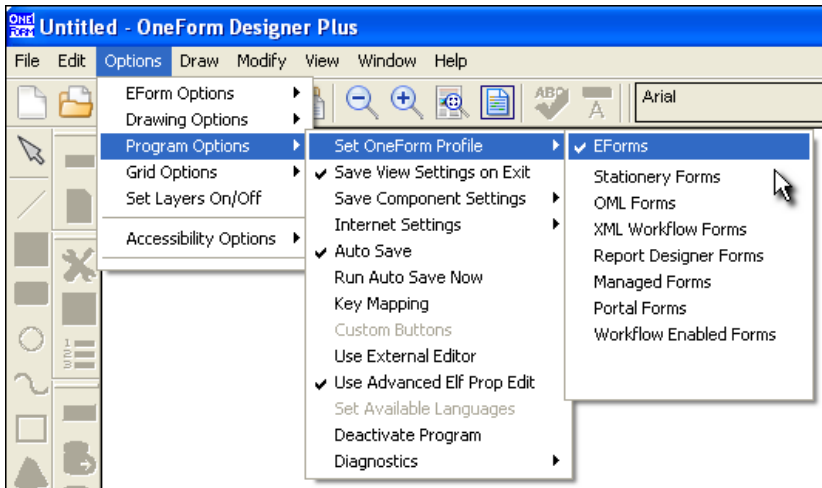 ONE
FORM
Untitled - OneForm Designer Plus
File Edit Options Draw Modify View Window Help
ABC
A
Arial
EForm Options
Drawing Options
Program Options
Grid Options
Set Layers On/Off
Accessibility Options
Set OneForm Profile
Save View Settings on Exit
Save Component Settings
Internet Settings
Auto Save
Run Auto Save Now
Key Mapping
Custom Buttons
Use External Editor
Use Advanced Elf Prop Edit
Set Available Languages
Deactivate Program
Diagnostics
EForms
Stationery Forms
OML Forms
XML Workflow Forms
Report Designer Forms
Managed Forms
Portal Forms
Workflow Enabled Forms
1
2
3